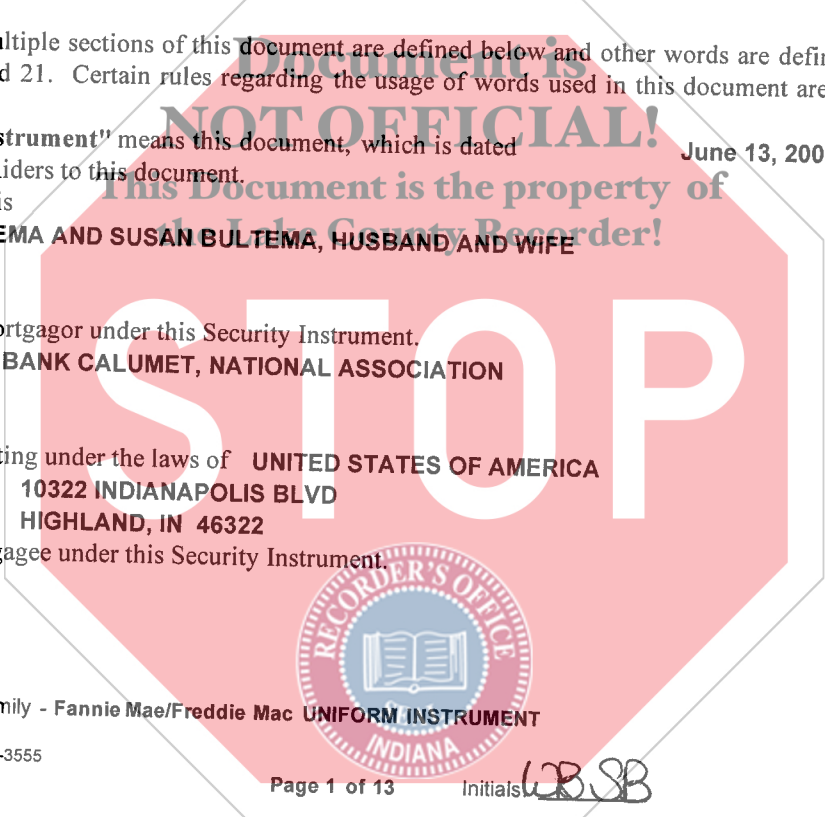 ltiple sections of this document are defined below and other words are defin
d 21. Certain rules regarding the usage of words used in this document are
strument" means this document, which is dated June 13, 200
iders to this document.
is
EMA AND SUSAN BULTEMA, HUSBAND AND WIFE
ortgagor under this Security Instrument.
BANK CALUMET, NATIONAL ASSOCIATION
ting under the laws of UNITED STATES OF AMERICA
10322 INDIANAPOLIS BLVD
HIGHLAND, IN 46322
gagee under this Security Instrument.
mily - Fannie Mae/Freddie Mac UNIFORM INSTRUMENT
-3555
Page 1 of 13 Initials: WB SB
Document is
NOT OFFICIAL!
This Document is the property of
the Lake County Recorder!
STOP
RECORDER'S OFFICE
SEAL
INDIANA